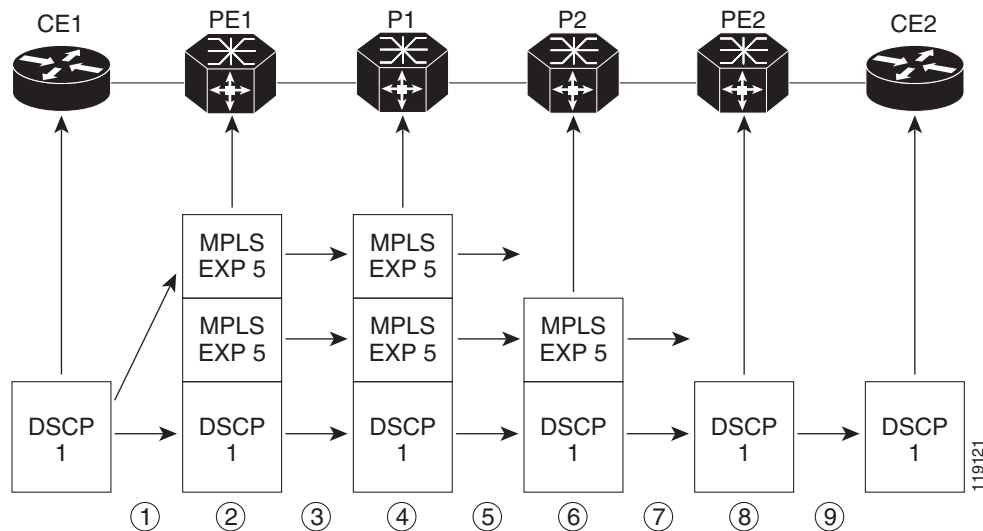 CE1
PE1
P1
P2
PE2
CE2
MPLS
EXP 5
MPLS
EXP 5
MPLS
EXP 5
MPLS
EXP 5
MPLS
EXP 5
DSCP
1
DSCP
1
DSCP
1
DSCP
1
DSCP
1
DSCP
1
119121
1
2
3
4
5
6
7
8
9